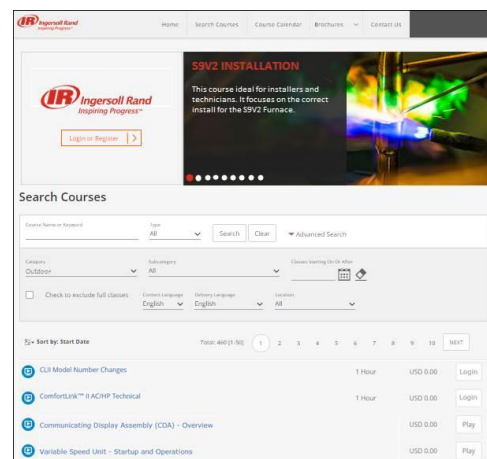 IR Ingersoll Rand
Inspiring Progress™
Home Search Courses Course Calendar Brochures Contact Us
IR Ingersoll Rand
Inspiring Progress™
Login or Register
S9V2 INSTALLATION
This course ideal for installers and
technicians. It focuses on the correct
install for the S9V2 Furnace.
Search Courses
Course Name or Keyword Type
All Search Clear Advanced Search
Category Subcategory Classes Starting On Or After
Outdoor All
Check to exclude full classes Content Language Delivery Language Location
English English All
Sort by: Start Date Total: 460 [1-50] 1 2 3 4 5 6 7 8 9 10 NEXT
CLII Model Number Changes 1 Hour USD 0.00 Login
ComfortLink™ II AC/HP Technical 1 Hour USD 0.00 Login
Communicating Display Assembly (CDA) - Overview USD 0.00 Play
Variable Speed Unit - Startup and Operations USD 0.00 Play